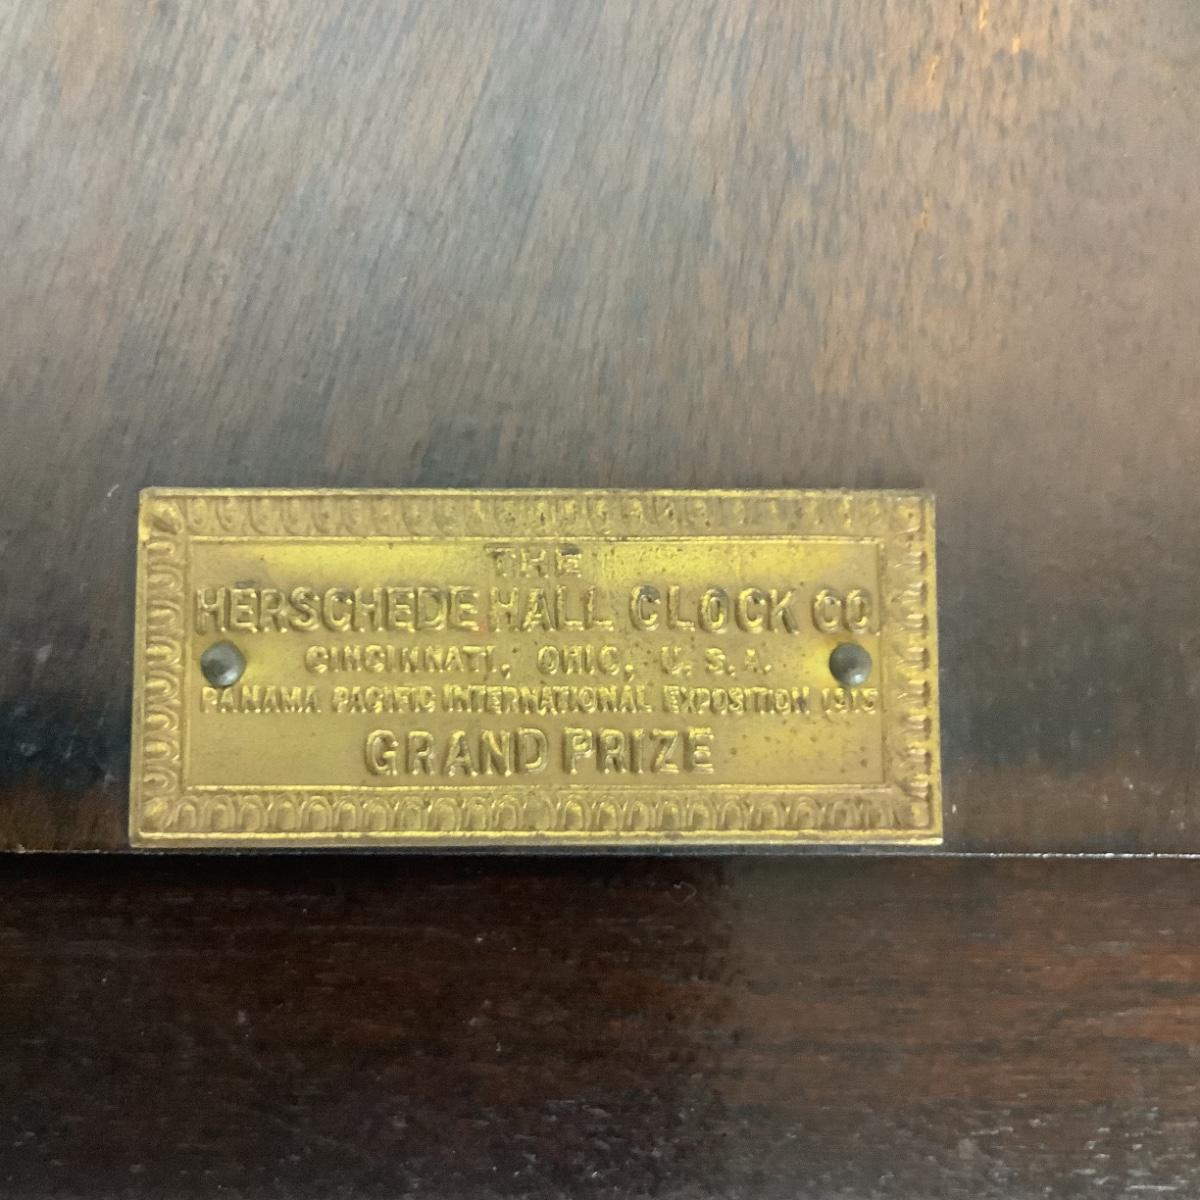 THE
HERSCHEDE HALL CLOCK CO.
CINCINNATI, OHIO, U. S. A.
PANAMA PACIFIC INTERNATIONAL EXPOSITION 1915
GRAND PRIZE